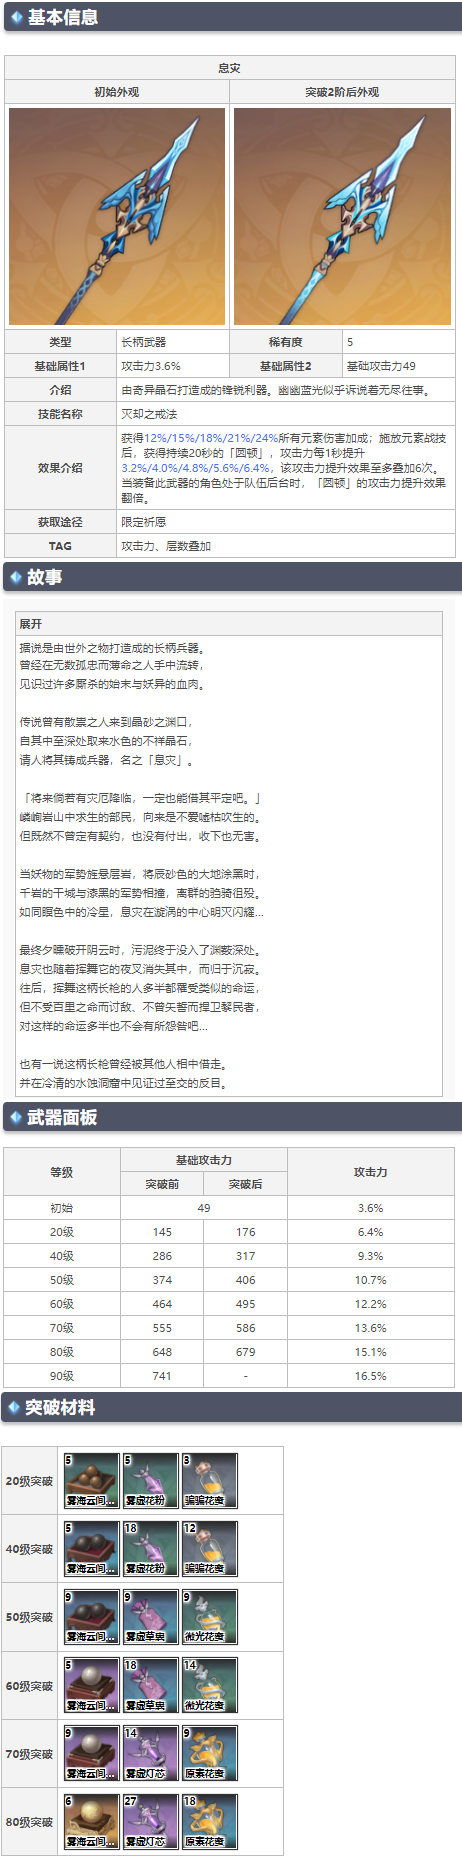 基本信息
息灾
初始外观 突破2阶后外观
类型 长柄武器 稀有度 5
基础属性1 攻击力3.6% 基础属性2 基础攻击力49
介绍 由奇异晶石打造成的锋锐利器。幽幽蓝光似乎诉说着无尽往事。
技能名称 灭却之戒法
效果介绍
获得12%/15%/18%/21%/24%所有元素伤害加成；施放元素战技
后，获得持续20秒的「圆顿」，攻击力每1秒提升
3.2%/4.0%/4.8%/5.6%/6.4%，该攻击力提升效果至多叠加6次。
当装备此武器的角色处于队伍后台时，「圆顿」的攻击力提升效果
翻倍。
获取途径 限定祈愿
TAG 攻击力、层数叠加
故事
展开
据说是由世外之物打造成的长柄兵器。
曾经在无数孤忠而薄命之人手中流转，
见识过许多厮杀的始末与妖异的血肉。
传说曾有散祟之人来到晶砂之渊口，
自其中至深处取来水色的不祥晶石，
请人将其铸成兵器，名之「息灾」。
「将来倘若有灾厄降临，一定也能借其平定吧。」
嶙峋岩山中求生的部民，向来是不爱嘘枯吹生的。
但既然不曾定有契约，也没有付出，收下也无害。
当妖物的军势旌悬层岩，将辰砂色的大地涂黑时，
千岩的干城与漆黑的军势相撞，离群的驺骑徂殁。
如同暝色中的冷星，息灾在漩涡的中心明灭闪耀…
最终夕曛破开阴云时，污泥终于没入了渊薮深处。
息灾也随着挥舞它的夜叉消失其中，而归于沉寂。
往后，挥舞这柄长枪的人多半都罹受类似的命运，
但不受百里之命而讨敌、不曾矢誓而捍卫黎民者，
对这样的命运多半也不会有所怨咎吧…
也有一说这柄长枪曾经被其他人相中借走。
并在冷清的水蚀洞窟中见证过至交的反目。
武器面板
等级 基础攻击力 攻击力
突破前 突破后
初始 49 3.6%
20级 145 176 6.4%
40级 286 317 9.3%
50级 374 406 10.7%
60级 464 495 12.2%
70级 555 586 13.6%
80级 648 679 15.1%
90级 741 - 16.5%
突破材料
5 5 3
20级突破
雾海云间... 雾虚花粉 骗骗花蜜
5 18 12
40级突破
雾海云间... 雾虚花粉 骗骗花蜜
9 9 9
50级突破
雾海云间... 雾虚草囊 微光花蜜
5 18 14
60级突破
雾海云间... 雾虚草囊 微光花蜜
9 14 9
70级突破
雾海云间... 雾虚灯芯 原素花蜜
6 27 18
80级突破
雾海云间... 雾虚灯芯 原素花蜜